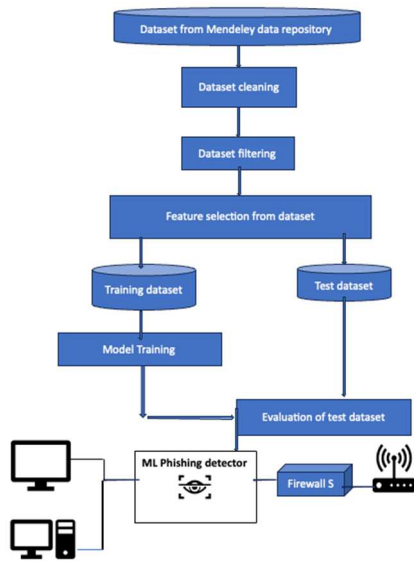 Dataset from Mendeley data repository
Dataset cleaning
Dataset filtering
Feature selection from dataset
Training dataset
Test dataset
Model Training
Evaluation of test dataset
ML Phishing detector
Firewall S